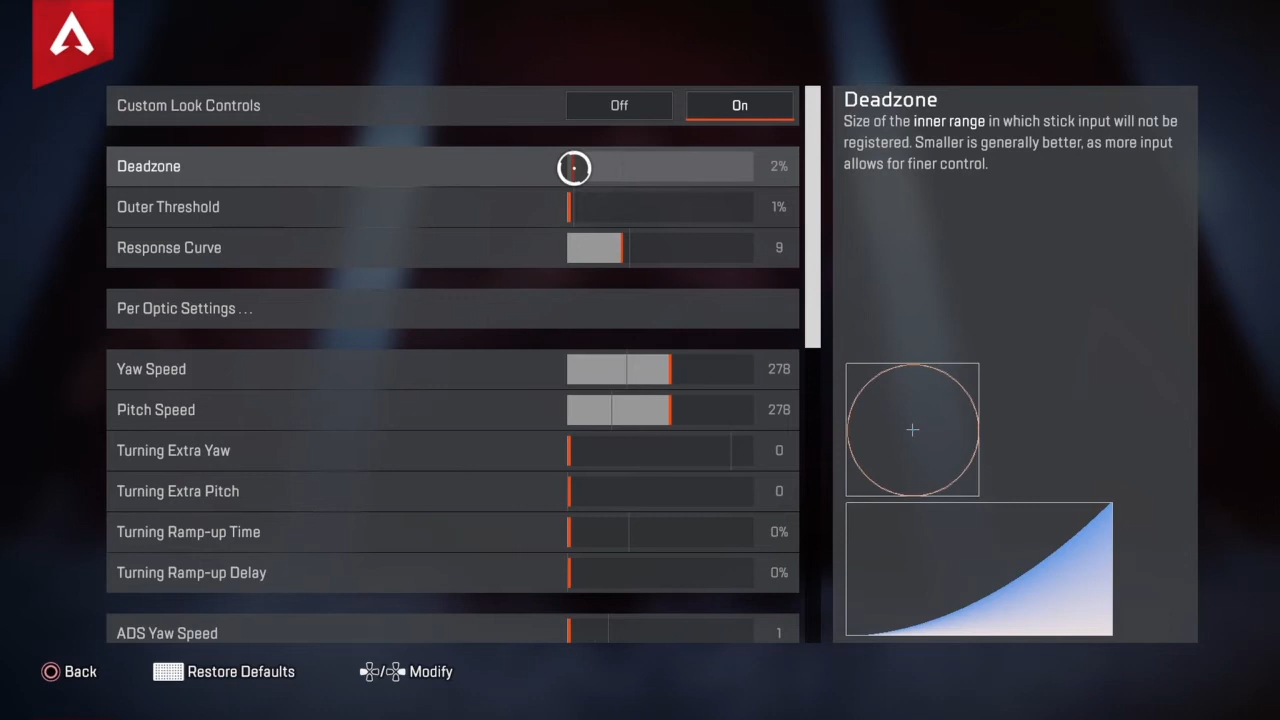 Custom Look Controls Off On
Deadzone 2%
Outer Threshold 1%
Response Curve 9
Per Optic Settings...
Yaw Speed 278
Pitch Speed 278
Turning Extra Yaw 0
Turning Extra Pitch 0
Turning Ramp-up Time 0%
Turning Ramp-up Delay 0%
ADS Yaw Speed 1
Deadzone
Size of the inner range in which stick input will not be
registered. Smaller is generally better, as more input
allows for finer control.
Back Restore Defaults / Modify